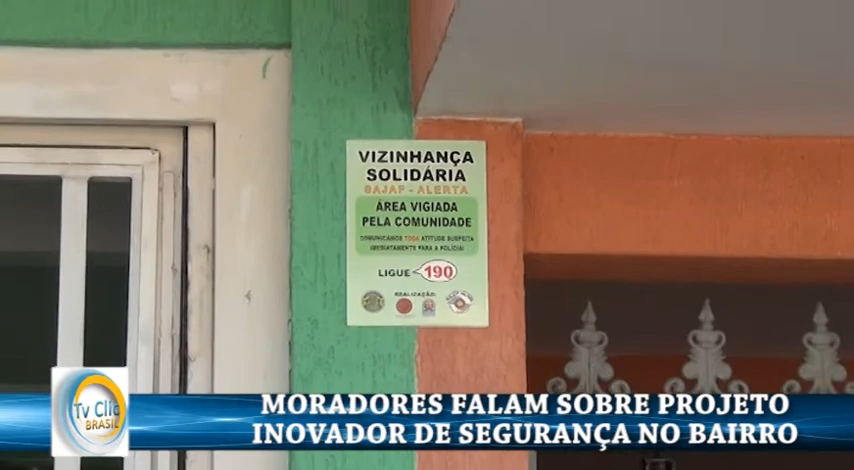 VIZINHANÇA
SOLIDÁRIA
SAJAF - ALERTA
ÁREA VIGIADA
PELA COMUNIDADE
COMUNICAMOS TODA ATITUDE SUSPEITA
IMEDIATAMENTE PARA A POLÍCIA!
LIGUE 190
REALIZAÇÃO:
Tv Clic
BRASIL
MORADORES FALAM SOBRE PROJETO
INOVADOR DE SEGURANÇA NO BAIRRO